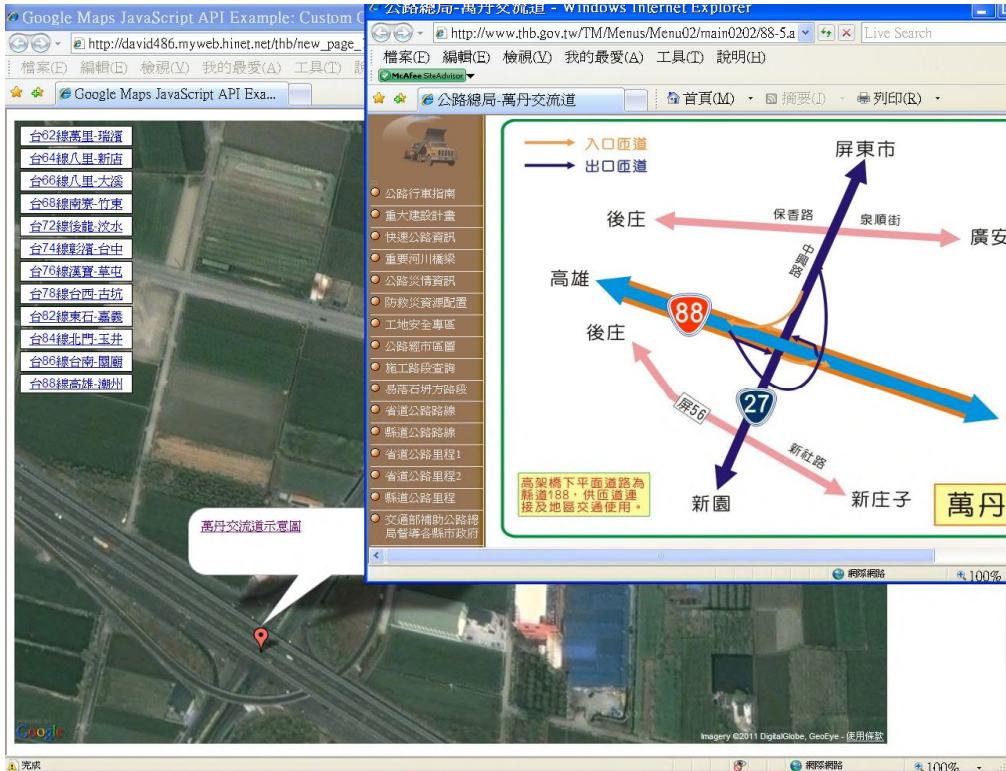 Google Maps JavaScript API Example: Custom
http://david486.myweb.hinet.net/thb/new_page_
檔案(F) 編輯(E) 檢視(V) 我的最愛(A) 工具(T)
Google Maps JavaScript API Exa...
台62線萬里-瑞濱
台64線八里-新店
台66線八里-大溪
台68線南寮-竹東
台72線後龍-汶水
台74線彰濱-台中
台76線漢寶-草屯
台78線台西-古坑
台82線東石-嘉義
台84線北門-玉井
台86線台南-關廟
台88線高雄-潮州
萬丹交流道示意圖
Google
Imagery ©2011 DigitalGlobe, GeoEye - 使用條款
完成
網際網路
100%
公路總局-萬丹交流道 - Windows Internet Explorer
http://www.thb.gov.tw/TM/Menus/Menu02/main0202/88-5.a
Live Search
檔案(F) 編輯(E) 檢視(V) 我的最愛(A) 工具(T) 說明(H)
McAfee SiteAdvisor
公路總局-萬丹交流道
首頁(M)
摘要(J)
列印(R)
公路行車指南
重大建設計畫
快速公路資訊
重要河川橋梁
公路災情資訊
防救災資源配置
工地安全專區
公路經市區圖
施工路段查詢
易落石坍方路段
省道公路路線
縣道公路路線
省道公路里程1
省道公路里程2
縣道公路里程
交通部補助公路總
局督導各縣市政府
入口匝道
出口匝道
屏東市
後庄
保香路
泉順街
廣安
中興路
高雄
88
後庄
27
屏56
新社路
新園
新庄子
高架橋下平面道路為
縣道188，供匝道連
接及地區交通使用。
萬丹
網際網路
100%